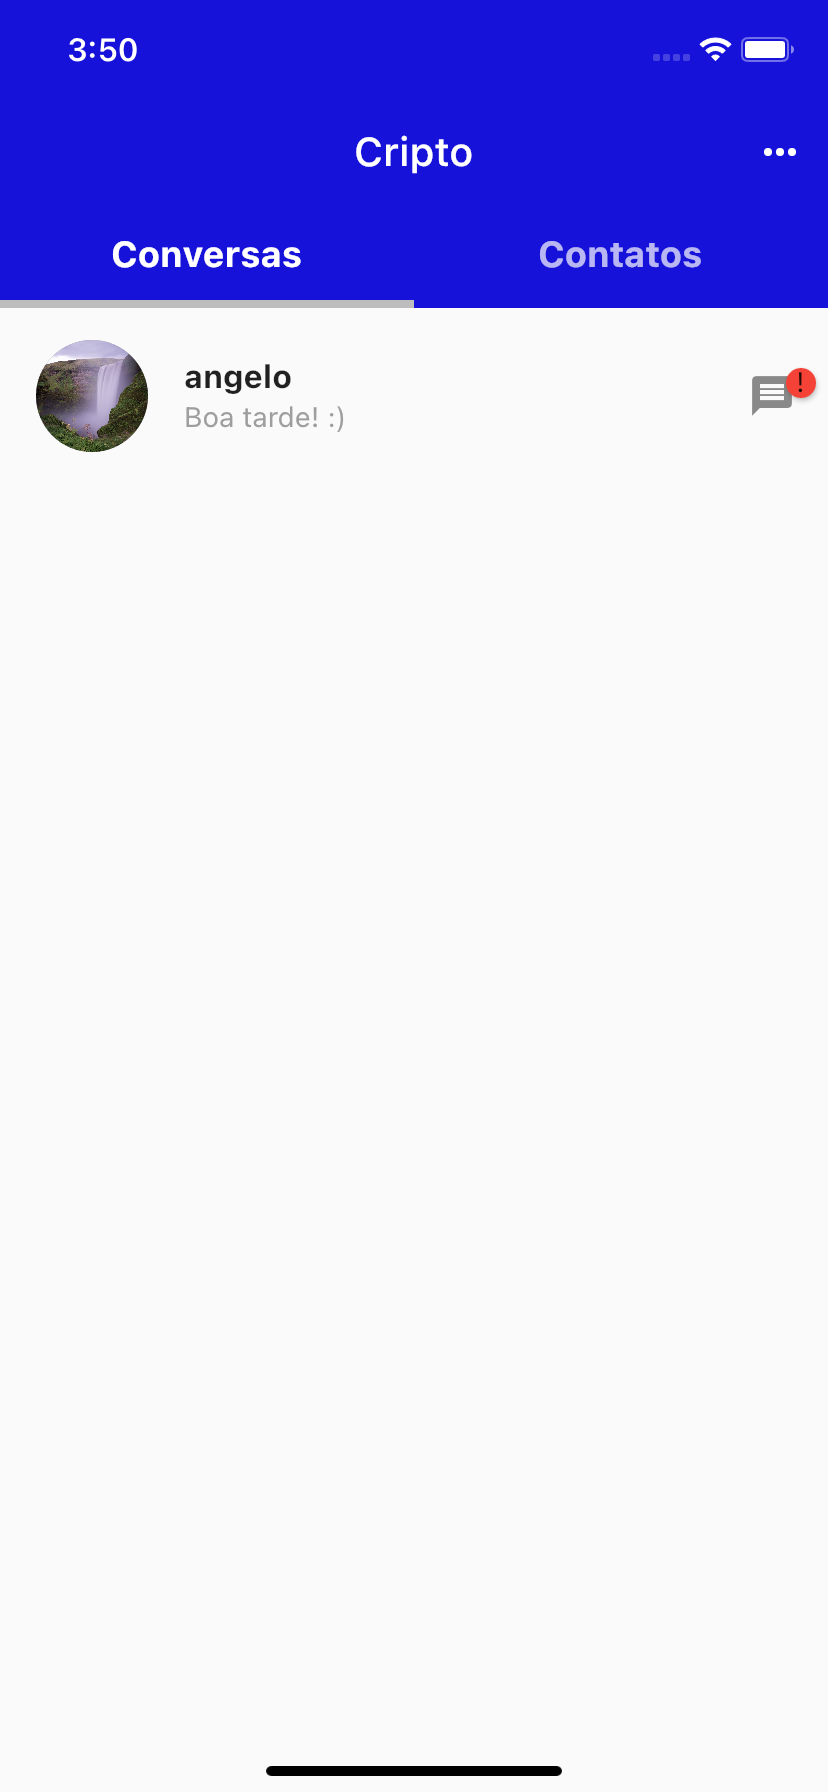 3:50
Cripto
Conversas
Contatos
angelo
!
Boa tarde! :)